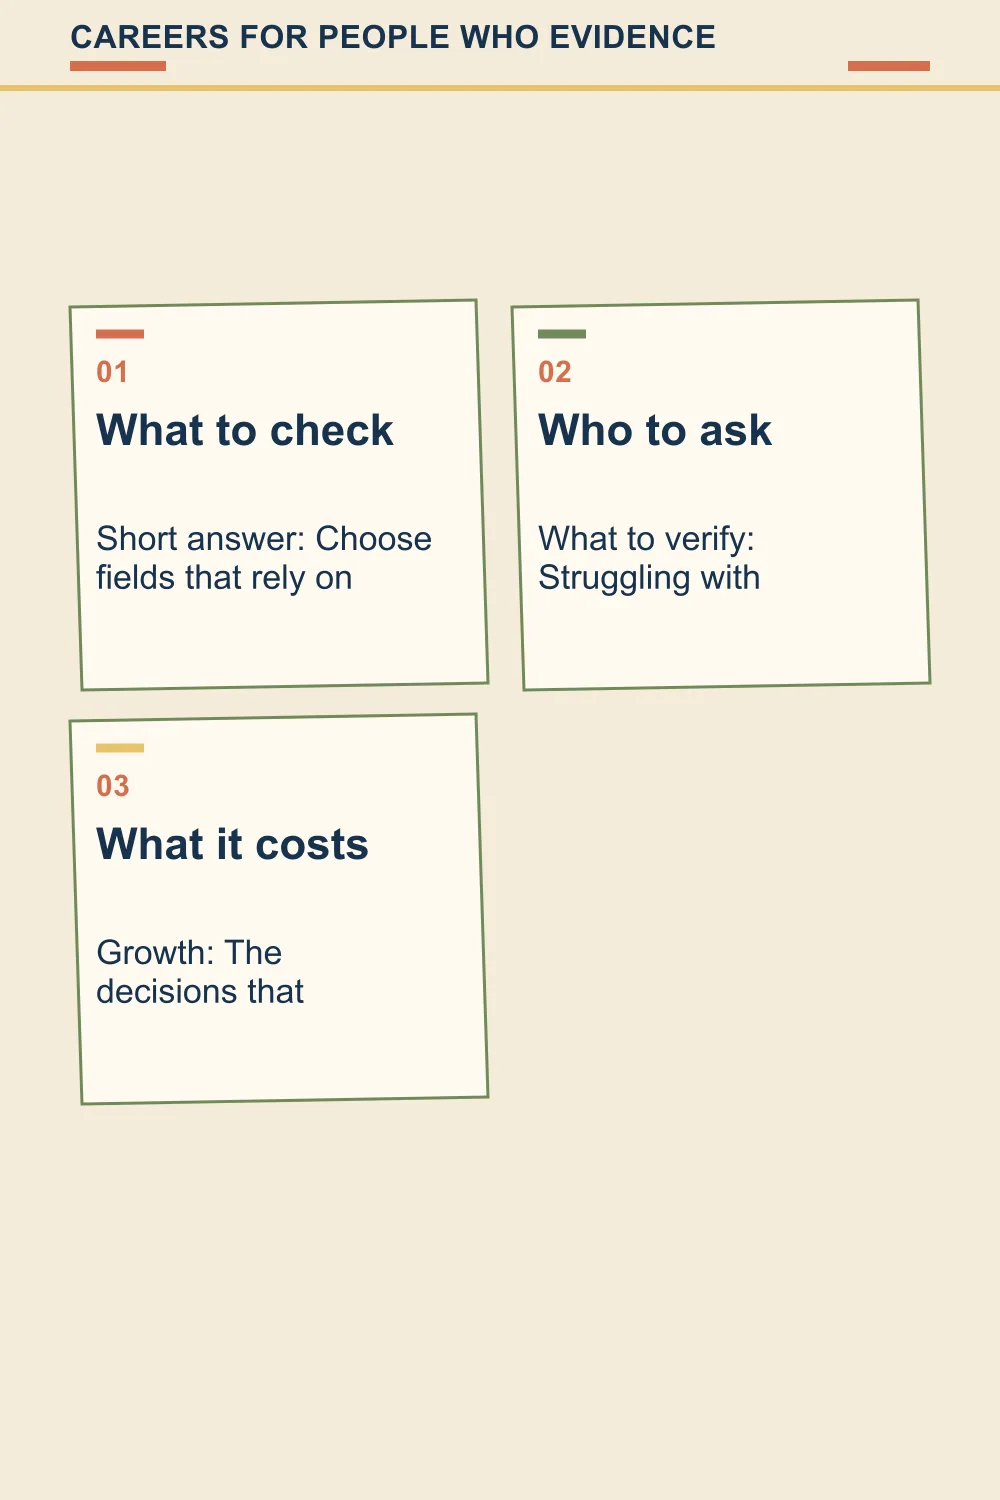 CAREERS FOR PEOPLE WHO EVIDENCE
01
What to check
Short answer: Choose
fields that rely on
02
Who to ask
What to verify:
Struggling with
03
What it costs
Growth: The
decisions that